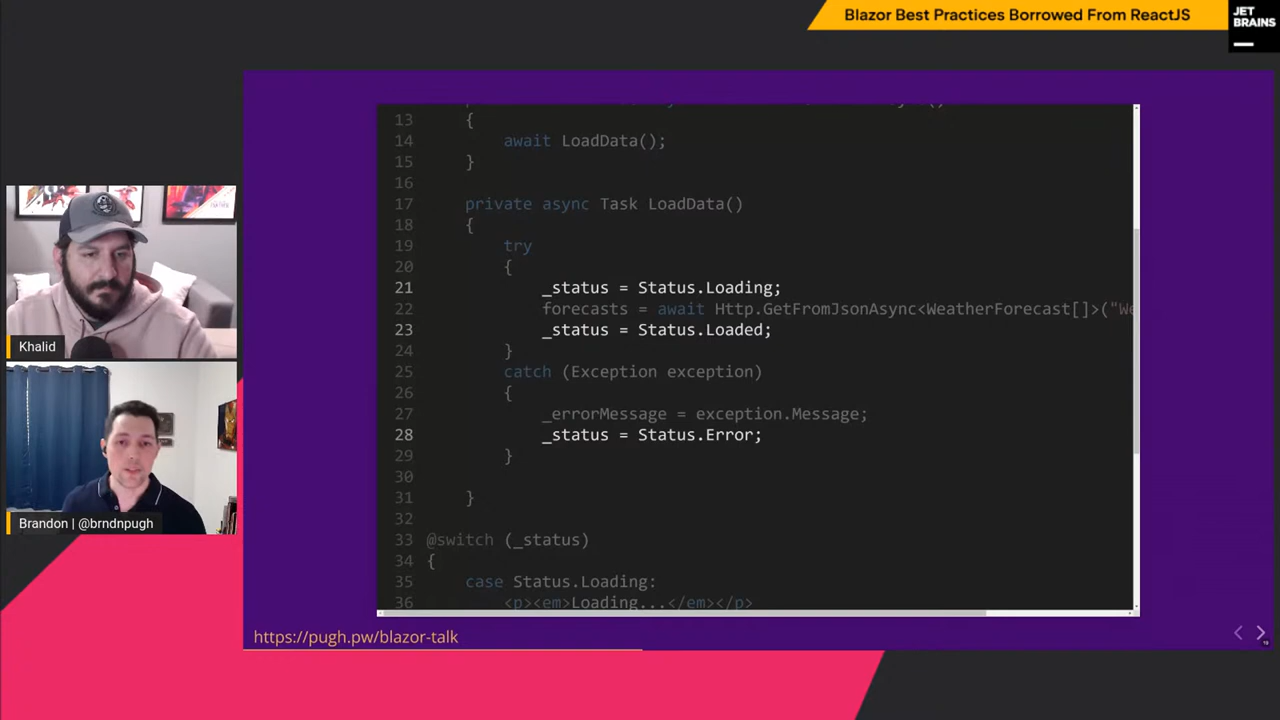 Blazor Best Practices Borrowed From ReactJS
JET
BRAINS
13 {
14 await LoadData();
15 }
16
17 private async Task LoadData()
18 {
19 try
20 {
21 _status = Status.Loading;
22 forecasts = await Http.GetFromJsonAsync<WeatherForecast[]>("We
23 _status = Status.Loaded;
24 }
25 catch (Exception exception)
26 {
27 _errorMessage = exception.Message;
28 _status = Status.Error;
29 }
30
31 }
32
33 @switch (_status)
34 {
35 case Status.Loading:
36 <p><em>Loading...</em></p>
Khalid
Brandon | @brndnpugh
https://pugh.pw/blazor-talk